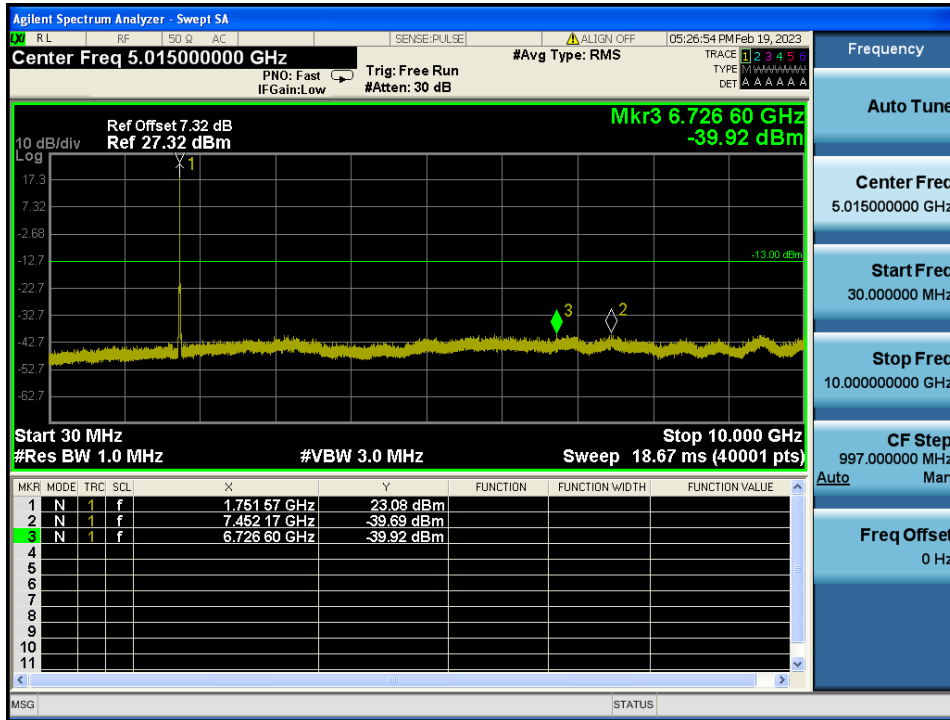 Agilent Spectrum Analyzer - Swept SA
LXI RL RF 50 Ω AC SENSE:PULSE ALIGN OFF 05:26:54 PM Feb 19, 2023
Center Freq 5.015000000 GHz
#Avg Type: RMS
TRACE 1 2 3 4 5 6
TYPE M
DET A A A A A A
PNO: Fast
IFGain:Low
Trig: Free Run
#Atten: 30 dB
Mkr3 6.726 60 GHz
-39.92 dBm
Ref Offset 7.32 dB
Ref 27.32 dBm
10 dB/div
Log
1
17.3
7.32
-2.68
-12.7
-13.00 dBm
-22.7
-32.7
3
2
-42.7
-52.7
-62.7
Start 30 MHz
Stop 10.000 GHz
#Res BW 1.0 MHz
#VBW 3.0 MHz
Sweep 18.67 ms (40001 pts)
MKR MODE TRC SCL X Y FUNCTION FUNCTION WIDTH FUNCTION VALUE
1 N 1 f 1.751 57 GHz 23.08 dBm
2 N 1 f 7.452 17 GHz -39.69 dBm
3 N 1 f 6.726 60 GHz -39.92 dBm
4
5
6
7
8
9
10
11
MSG
STATUS
Frequency
Auto Tune
Center Freq
5.015000000 GHz
Start Freq
30.000000 MHz
Stop Freq
10.000000000 GHz
CF Step
997.000000 MHz
Auto Man
Freq Offset
0 Hz